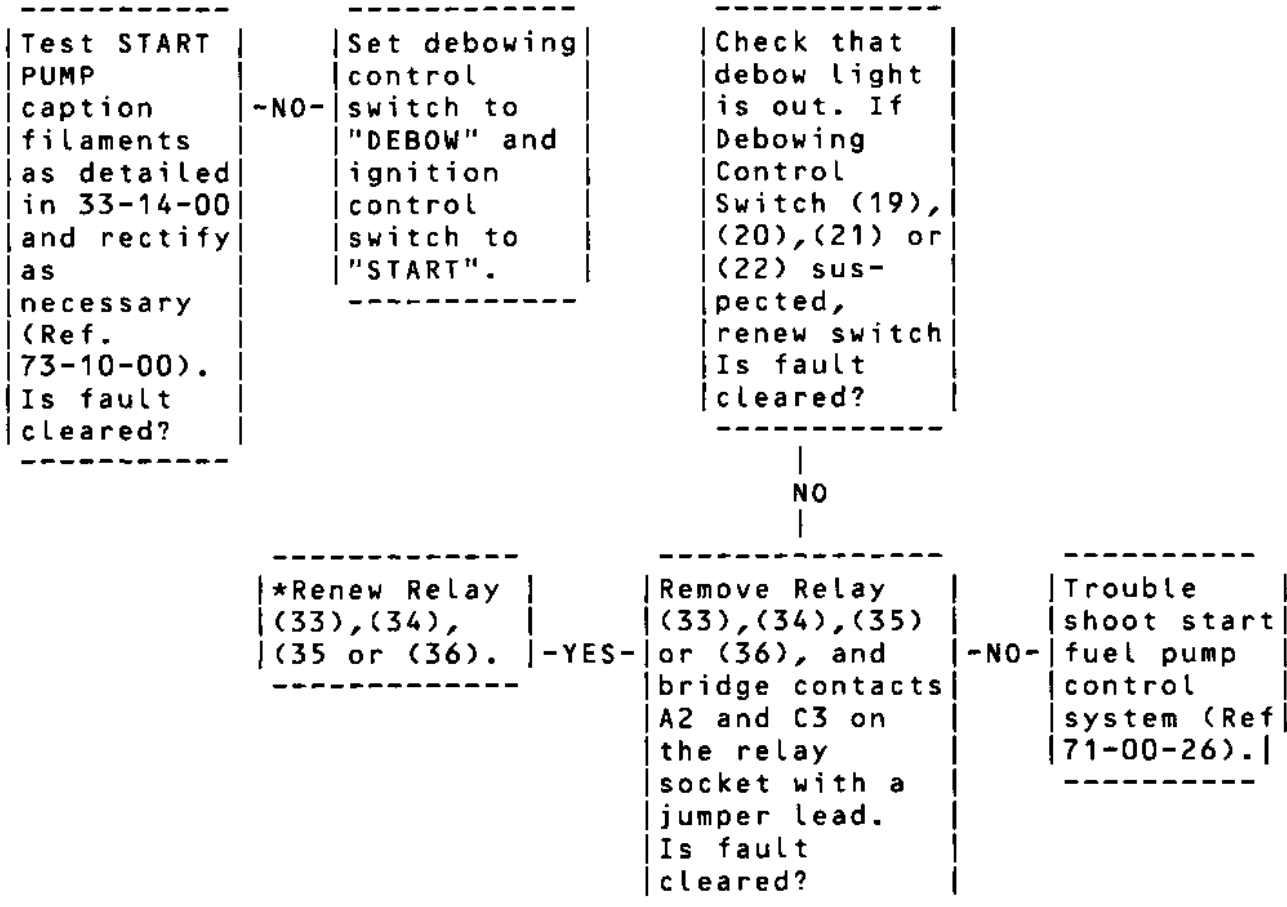 Test START
PUMP
caption
filaments
as detailed
in 33-14-00
and rectify
as
necessary
(Ref.
73-10-00).
Is fault
cleared?
-NO-
Set debowing
control
switch to
"DEBOW" and
ignition
control
switch to
"START".
Check that
debow light
is out. If
Debowing
Control
Switch (19),
(20),(21) or
(22) sus-
pected,
renew switch
Is fault
cleared?
NO
*Renew Relay
(33),(34),
(35 or (36).
-YES-
Remove Relay
(33),(34),(35)
or (36), and
bridge contacts
A2 and C3 on
the relay
socket with a
jumper lead.
Is fault
cleared?
-NO-
Trouble
shoot start
fuel pump
control
system (Ref
71-00-26).